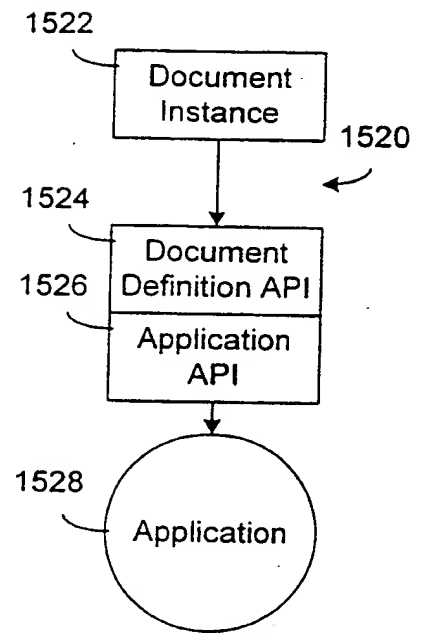 1522
Document
Instance
1520
1524
Document
Definition API
1526
Application
API
1528
Application